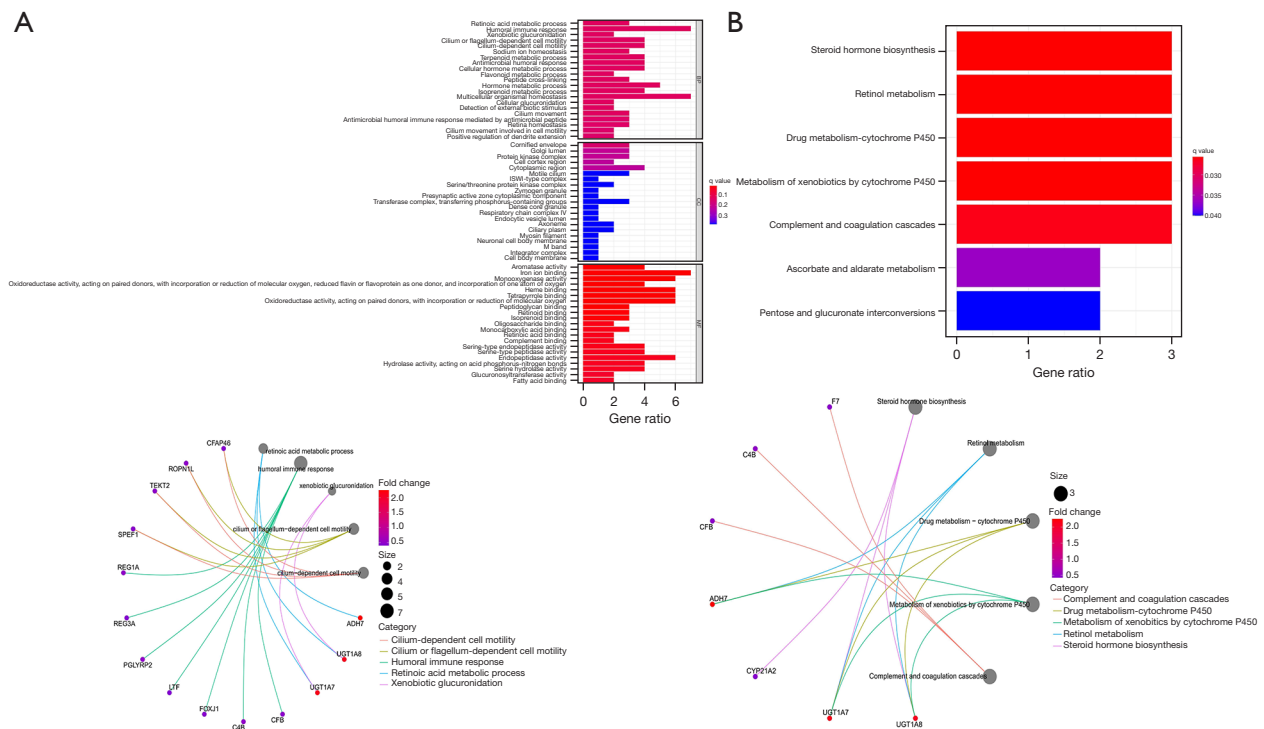 A
Retinoic acid metabolic process
Humoral immune response
Xenobiotic glucuronidation
Cilium or flagellum-dependent cell motility
Cilium-dependent cell motility
Sodium ion homeostasis
Terpenoid metabolic process
Antimicrobial humoral response
Cellular hormone metabolic process
Flavonoid metabolic process
Peptide cross-linking
Hormone metabolic process
Isoprenoid metabolic process
Multicellular organismal homeostasis
Cellular glucuronidation
Detection of external biotic stimulus
Cilium movement
Antimicrobial humoral immune response mediated by antimicrobial peptide
Retina homeostasis
Cilium movement involved in cell motility
Positive regulation of dendrite extension
BP
Cornified envelope
Golgi lumen
Protein kinase complex
Cell cortex region
Cytoplasmic region
Motile cilium
ISWI-type complex
Serine/threonine protein kinase complex
Zymogen granule
Presynaptic active zone cytoplasmic component
Transferase complex, transferring phosphorus-containing groups
Dense core granule
Respiratory chain complex IV
Endocytic vesicle lumen
Axoneme
Ciliary plasm
Myosin filament
Neuronal cell body membrane
M band
Integrator complex
Cell body membrane
CC
Aromatase activity
Iron ion binding
Monooxygenase activity
Oxidoreductase activity, acting on paired donors, with incorporation or reduction of molecular oxygen, reduced flavin or flavoprotein as one donor, and incorporation of one atom of oxygen
Heme binding
Tetrapyrrole binding
Oxidoreductase activity, acting on paired donors, with incorporation or reduction of molecular oxygen
Peptidoglycan binding
Retinoid binding
Isoprenoid binding
Oligosaccharide binding
Monocarboxylic acid binding
Retinoic acid binding
Complement binding
Serine-type endopeptidase activity
Serine-type peptidase activity
Endopeptidase activity
Hydrolase activity, acting on acid phosphorus-nitrogen bonds
Serine hydrolase activity
Glucuronosyltransferase activity
Fatty acid binding
MF
0 2 4 6
Gene ratio
q value
0.1
0.2
0.3
B
Steroid hormone biosynthesis
Retinol metabolism
Drug metabolism-cytochrome P450
Metabolism of xenobiotics by cytochrome P450
Complement and coagulation cascades
Ascorbate and aldarate metabolism
Pentose and glucuronate interconversions
0 1 2 3
Gene ratio
q value
0.030
0.035
0.040
CFAP46
ROPN1L
TEKT2
SPEF1
REG1A
REG3A
PGLYRP2
LTF
FOXJ1
C4B
CFB
UGT1A7
UGT1A8
ADH7
retinoic acid metabolic process
humoral immune response
xenobiotic glucuronidation
cilium or flagellum-dependent cell motility
cilium-dependent cell motility
Fold change
2.0
1.5
1.0
0.5
Size
2
4
5
7
Category
Cilium-dependent cell motility
Cilium or flagellum-dependent cell motility
Humoral immune response
Retinoic acid metabolic process
Xenobiotic glucuronidation
F7
C4B
CFB
ADH7
CYP21A2
UGT1A7
UGT1A8
Steroid hormone biosynthesis
Retinol metabolism
Drug metabolism – cytochrome P450
Metabolism of xenobiotics by cytochrome P450
Complement and coagulation cascades
Size
3
Fold change
2.0
1.5
1.0
0.5
Category
Complement and coagulation cascades
Drug metabolism-cytochrome P450
Metabolism of xenobitics by cytochrome P450
Retinol metabolism
Steroid hormone biosynthesis